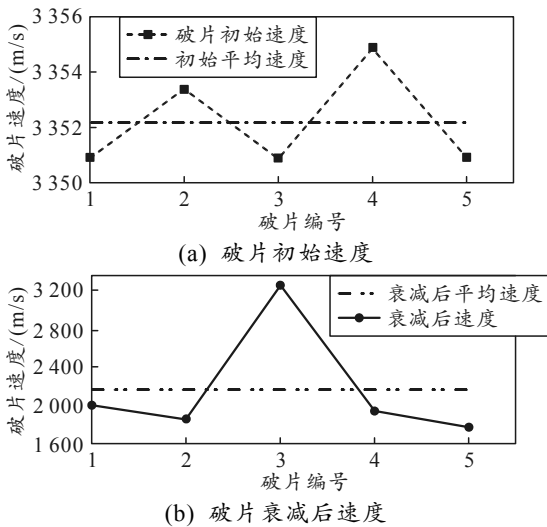 3 356
3 354
3 352
3 350
破片速度/(m/s)
破片初始速度
初始平均速度
1 2 3 4 5
破片编号
(a) 破片初始速度
3 200
2 800
2 400
2 000
1 600
破片速度/(m/s)
衰减后平均速度
衰减后速度
1 2 3 4 5
破片编号
(b) 破片衰减后速度